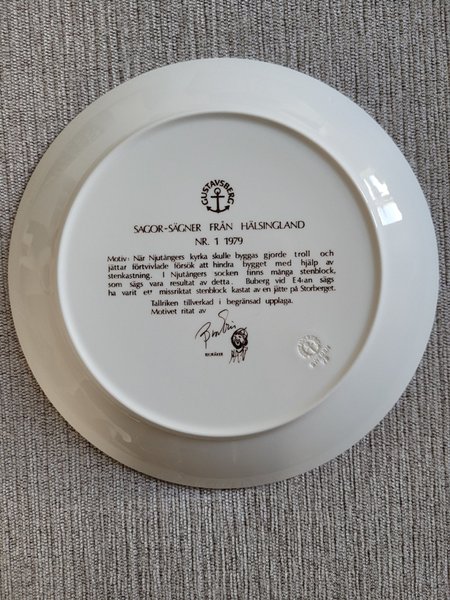 GUSTAVSBERG
SAGOR-SÄGNER FRÅN HÄLSINGLAND
NR. 1 1979
Motiv: När Njutångers kyrka skulle byggas gjorde troll och
jättar förtvivlade försök att hindra bygget med hjälp av
stenkastning. I Njutångers socken finns många stenblock,
som sägs vara resultat av detta. Buberg vid E4:an sägs
ha varit ett missriktat stenblock kastat av en jätte på Storberget.
Tallriken tillverkad i begränsad upplaga.
Motivet ritat av